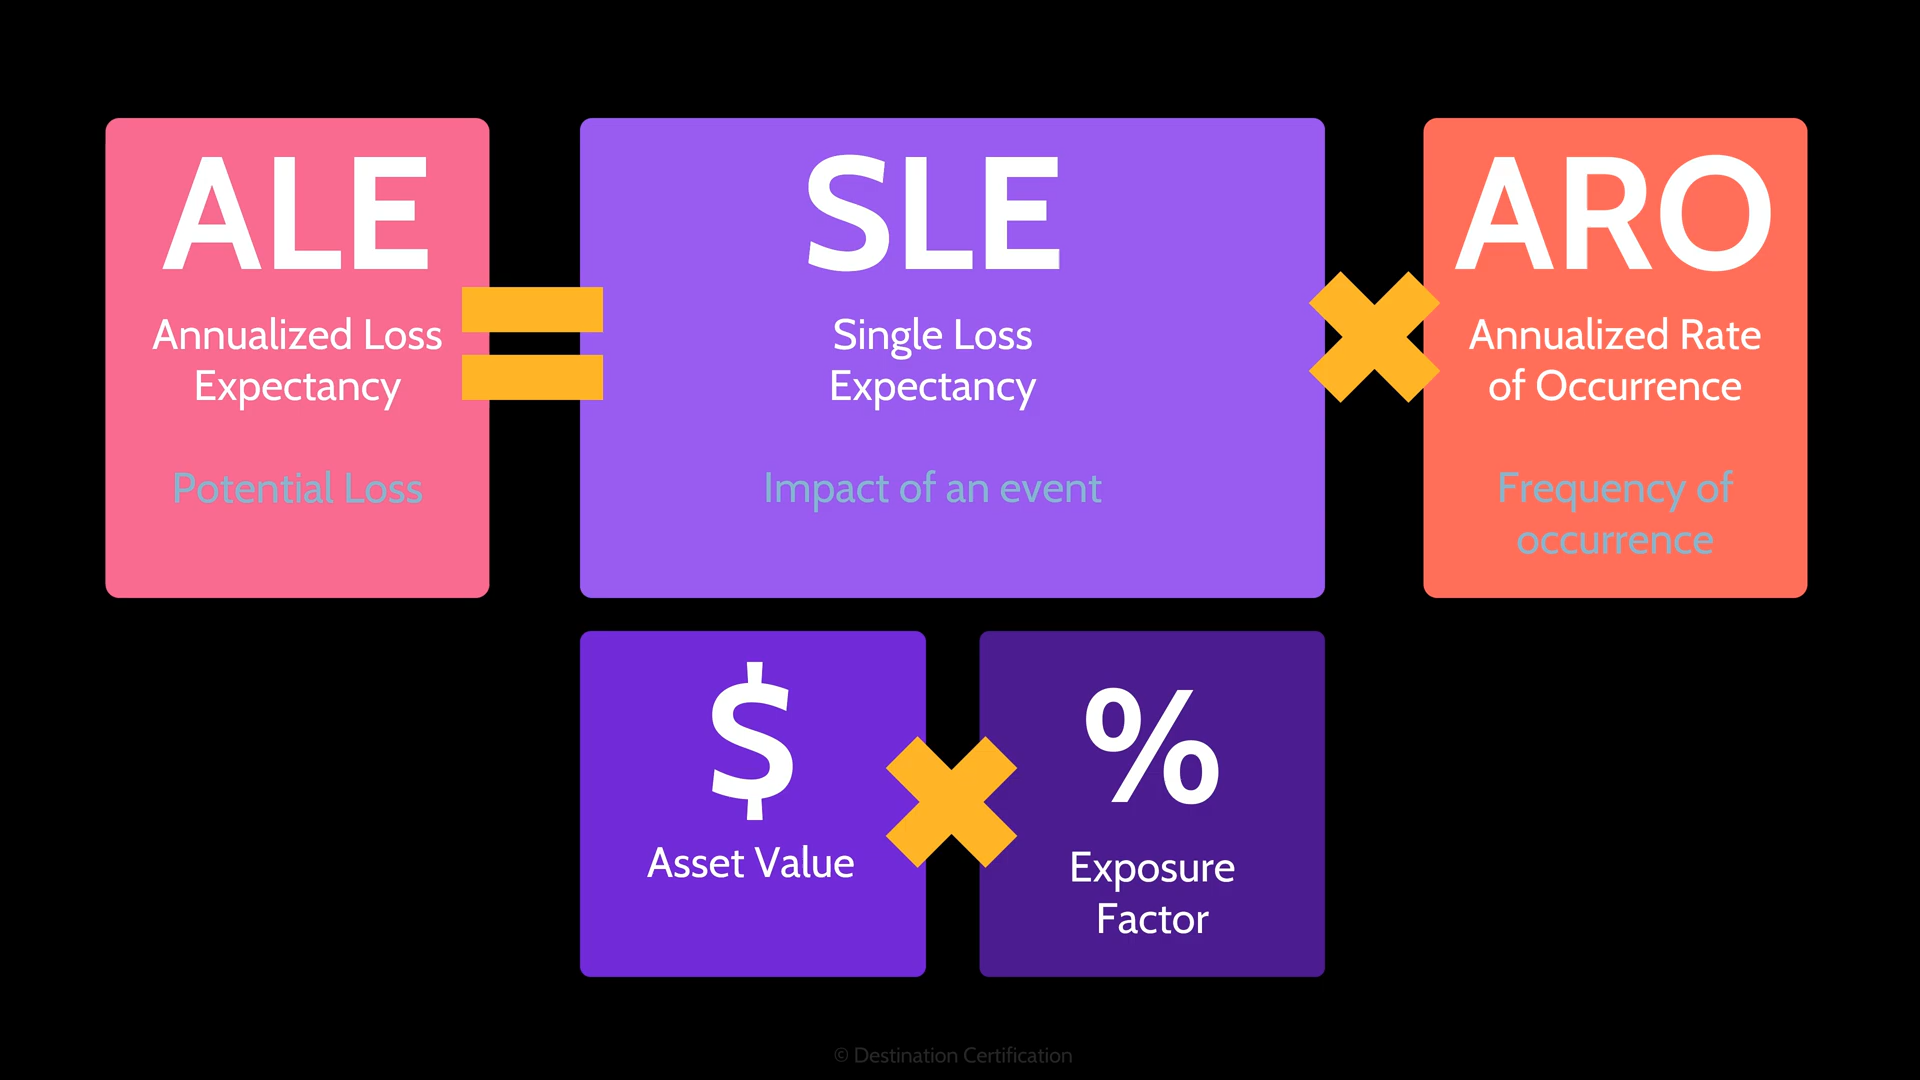 ALE
Annualized Loss
Expectancy
Potential Loss
=
SLE
Single Loss
Expectancy
Impact of an event
×
ARO
Annualized Rate
of Occurrence
Frequency of
occurrence
$
Asset Value
×
%
Exposure
Factor
© Destination Certification